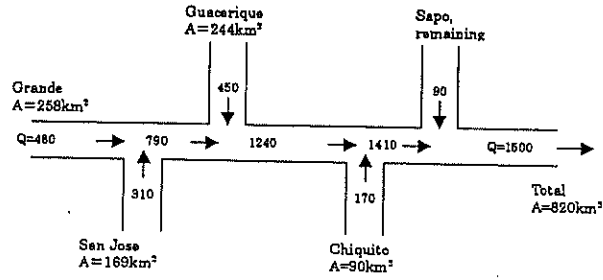 Guacerique
A=244km²
Sapo,
remaining
Grande
A=258km²
450
90
Q=480
790
1240
1410
Q=1500
310
170
Total
A=820km²
San Jose
A=169km²
Chiquito
A=90km²